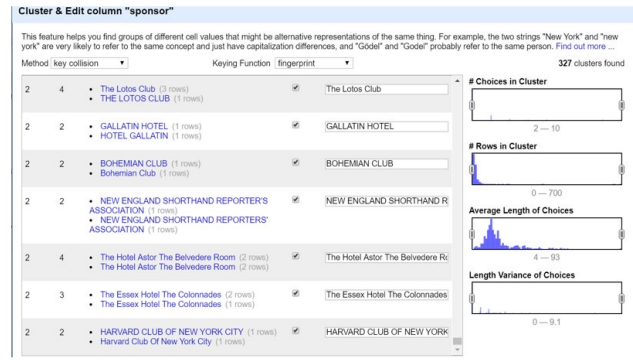 Cluster & Edit column "sponsor"
This feature helps you find groups of different cell values that might be alternative representations of the same thing. For example, the two strings "New York" and "new
york" are very likely to refer to the same concept and just have capitalization differences, and "Gödel" and "Godel" probably refer to the same person. Find out more ...
Method key collision Keying Function fingerprint 327 clusters found
2 4 • The Lotos Club (3 rows) The Lotos Club
• THE LOTOS CLUB (1 rows)
2 2 • GALLATIN HOTEL (1 rows) GALLATIN HOTEL
• HOTEL GALLATIN (1 rows)
2 2 • BOHEMIAN CLUB (1 rows) BOHEMIAN CLUB
• Bohemian Club (1 rows)
2 2 • NEW ENGLAND SHORTHAND REPORTER'S NEW ENGLAND SHORTHAND R
ASSOCIATION (1 rows)
• NEW ENGLAND SHORTHAND REPORTERS'
ASSOCIATION (1 rows)
2 4 • The Hotel Astor The Belvedere Room (2 rows) The Hotel Astor The Belvedere Ro
• The Hotel Astor The Belvedere Room (2 rows)
2 3 • The Essex Hotel The Colonnades (2 rows) The Essex Hotel The Colonnades
• The Essex Hotel The Colonnades (1 rows)
2 2 • HARVARD CLUB OF NEW YORK CITY (1 rows) HARVARD CLUB OF NEW YORK
• Harvard Club Of New York City (1 rows)
# Choices in Cluster
2 — 10
# Rows in Cluster
0 — 700
Average Length of Choices
4 — 93
Length Variance of Choices
0 — 9.1